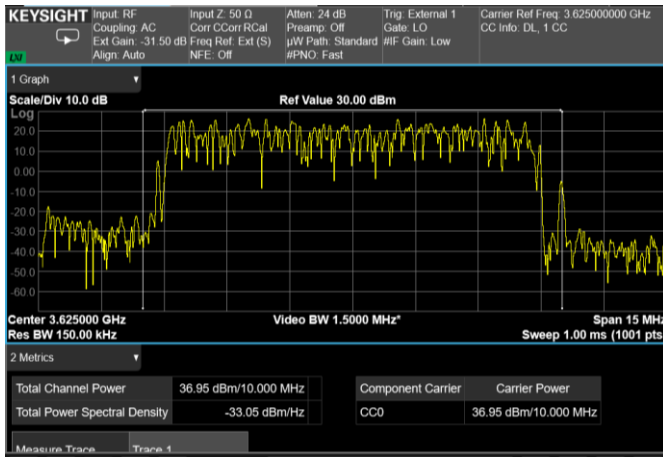 KEYSIGHT Input: RF Input Z: 50 Ω Atten: 24 dB Trig: External 1 Carrier Ref Freq: 3.625000000 GHz
Coupling: AC Corr CCorr RCal Preamp: Off Gate: LO CC Info: DL, 1 CC
Ext Gain: -31.50 dB Freq Ref: Ext (S) µW Path: Standard #IF Gain: Low
LXI Align: Auto NFE: Off #PNO: Fast
1 Graph
Scale/Div 10.0 dB Ref Value 30.00 dBm
Log
20.0
10.0
0.00
-10.0
-20.0
-30.0
-40.0
-50.0
-60.0
Center 3.625000 GHz Video BW 1.5000 MHz* Span 15 MHz
Res BW 150.00 kHz Sweep 1.00 ms (1001 pts
2 Metrics
Total Channel Power 36.95 dBm/10.000 MHz Component Carrier Carrier Power
Total Power Spectral Density -33.05 dBm/Hz CC0 36.95 dBm/10.000 MHz
Measure Trace Trace 1